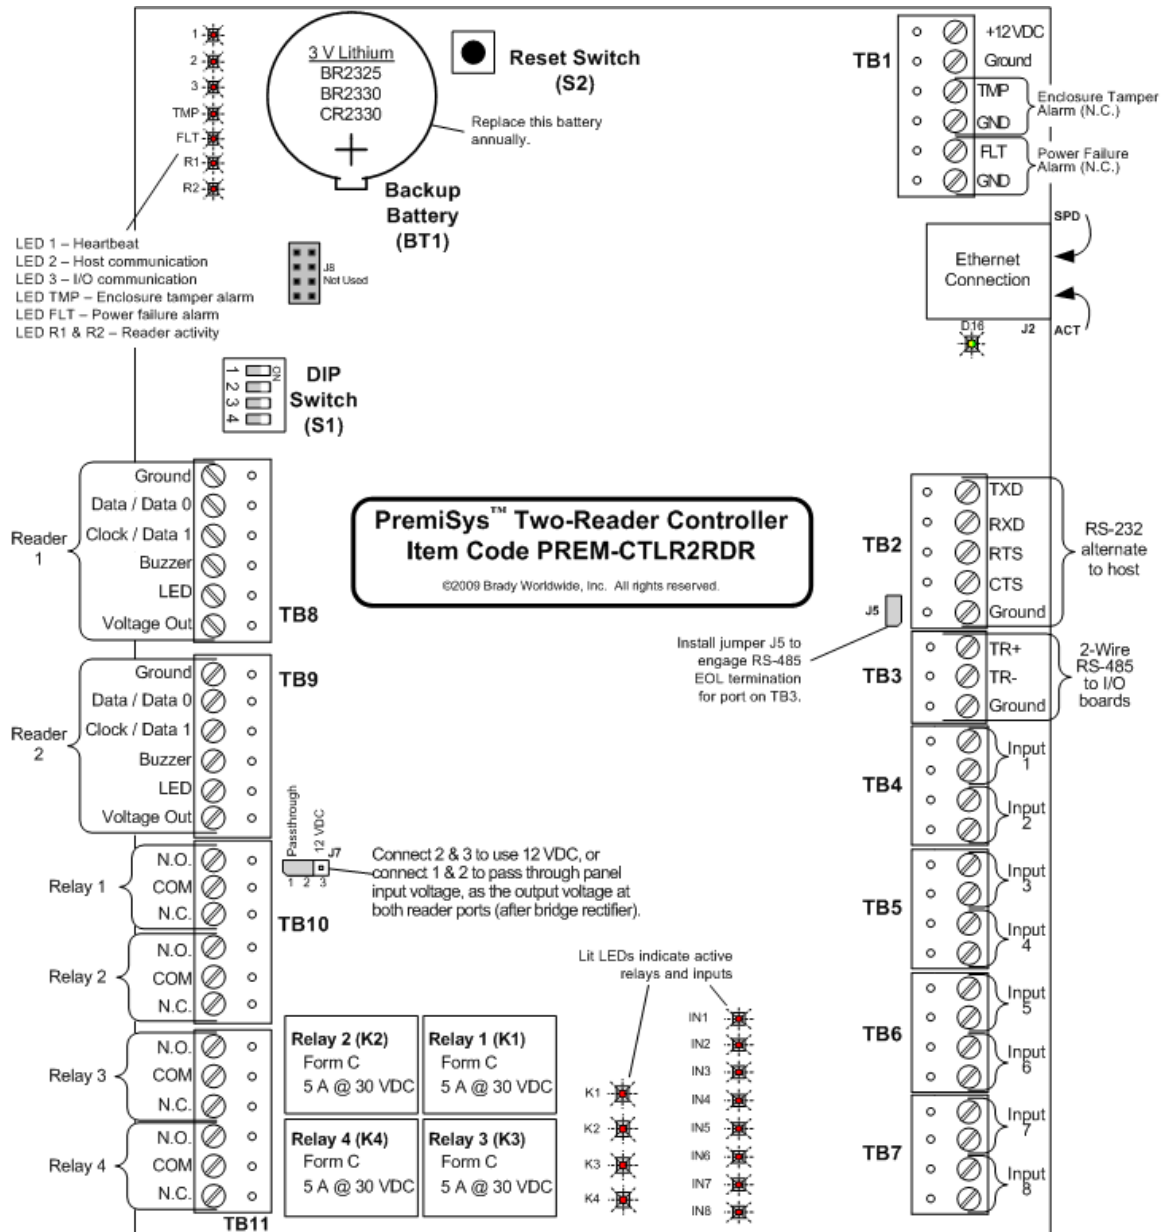 1
2
3
TMP
FLT
R1
R2
3 V Lithium
BR2325
BR2330
CR2330
Reset Switch
(S2)
Replace this battery
annually.
Backup
Battery
(BT1)
TB1
+12VDC
Ground
TMP
GND
FLT
GND
Enclosure Tamper
Alarm (N.C.)
Power Failure
Alarm (N.C.)
LED 1 – Heartbeat
LED 2 – Host communication
LED 3 – I/O communication
LED TMP – Enclosure tamper alarm
LED FLT – Power failure alarm
LED R1 & R2 – Reader activity
J8
Not Used
SPD
Ethernet
Connection
J2
ACT
D16
1
2
3
4
ON
DIP
Switch
(S1)
Reader
1
Ground
Data / Data 0
Clock / Data 1
Buzzer
LED
Voltage Out
TB8
PremiSys™ Two-Reader Controller
Item Code PREM-CTLR2RDR
©2009 Brady Worldwide, Inc. All rights reserved.
TB2
TXD
RXD
RTS
CTS
Ground
RS-232
alternate
to host
J5
Install jumper J5 to
engage RS-485
EOL termination
for port on TB3.
TB3
TR+
TR-
Ground
2-Wire
RS-485
to I/O
boards
Reader
2
Ground
Data / Data 0
Clock / Data 1
Buzzer
LED
Voltage Out
TB9
TB4
Input
1
Input
2
Passthrough
12 VDC
J7
1 2 3
Connect 2 & 3 to use 12 VDC, or
connect 1 & 2 to pass through panel
input voltage, as the output voltage at
both reader ports (after bridge rectifier).
Relay 1
N.O.
COM
N.C.
TB10
Relay 2
N.O.
COM
N.C.
TB5
Input
3
Input
4
Lit LEDs indicate active
relays and inputs
Relay 3
N.O.
COM
N.C.
Relay 4
N.O.
COM
N.C.
TB11
Relay 2 (K2)
Form C
5 A @ 30 VDC
Relay 1 (K1)
Form C
5 A @ 30 VDC
Relay 4 (K4)
Form C
5 A @ 30 VDC
Relay 3 (K3)
Form C
5 A @ 30 VDC
K1
K2
K3
K4
IN1
IN2
IN3
IN4
IN5
IN6
IN7
IN8
TB6
Input
5
Input
6
TB7
Input
7
Input
8